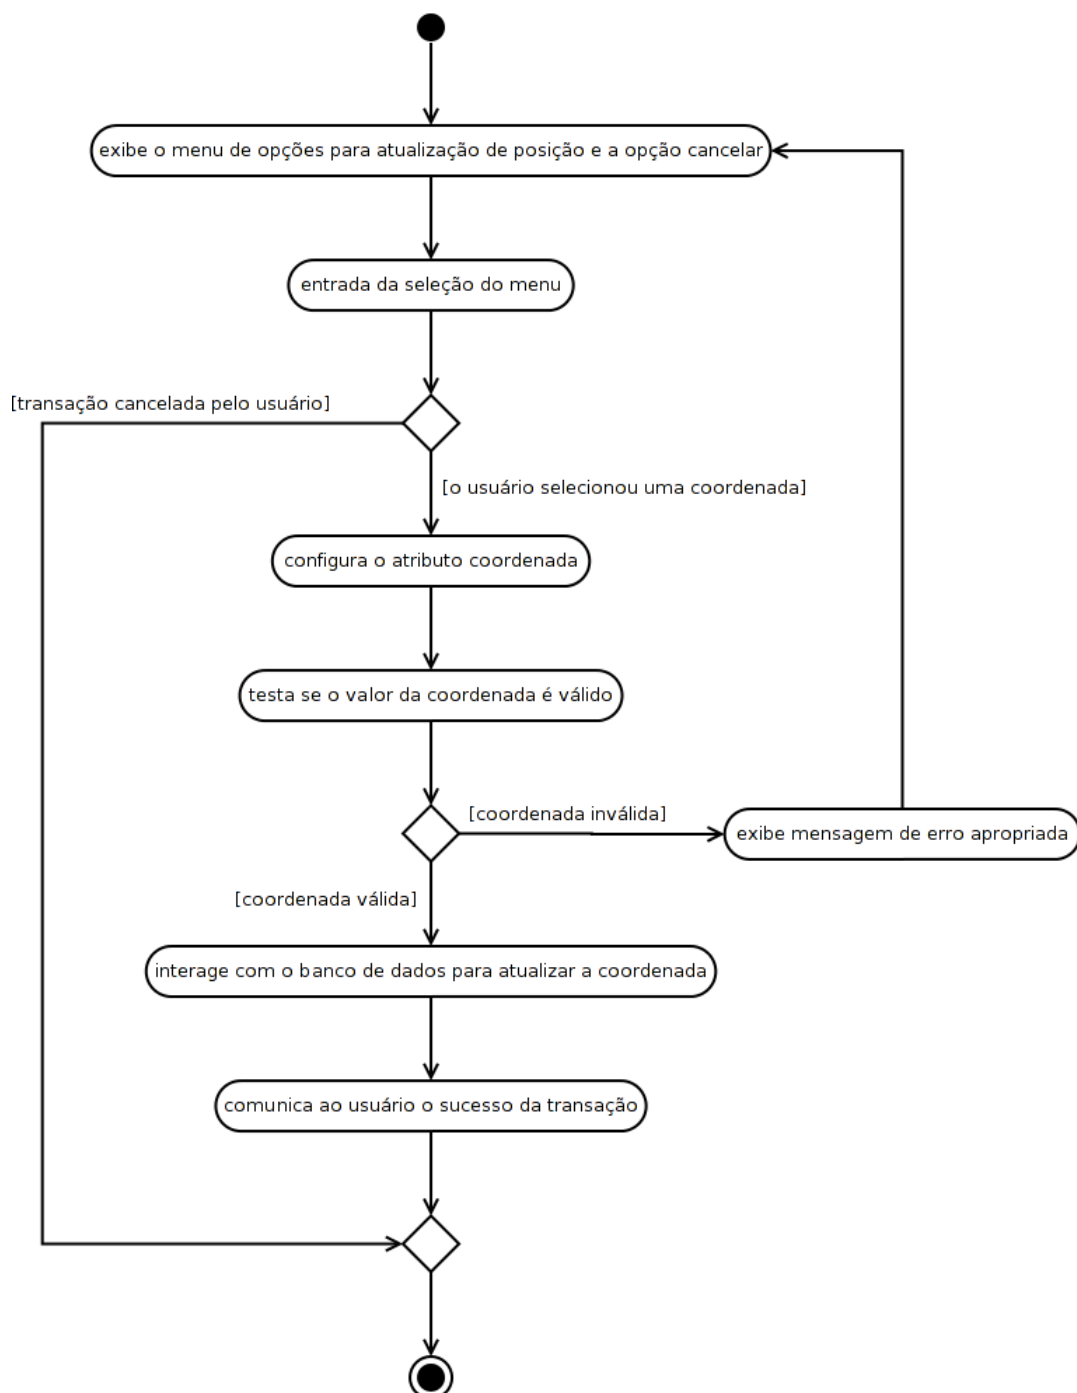 exibe o menu de opções para atualização de posição e a opção cancelar
entrada da seleção do menu
[transação cancelada pelo usuário]
[o usuário selecionou uma coordenada]
configura o atributo coordenada
testa se o valor da coordenada é válido
[coordenada inválida]
exibe mensagem de erro apropriada
[coordenada válida]
interage com o banco de dados para atualizar a coordenada
comunica ao usuário o sucesso da transação